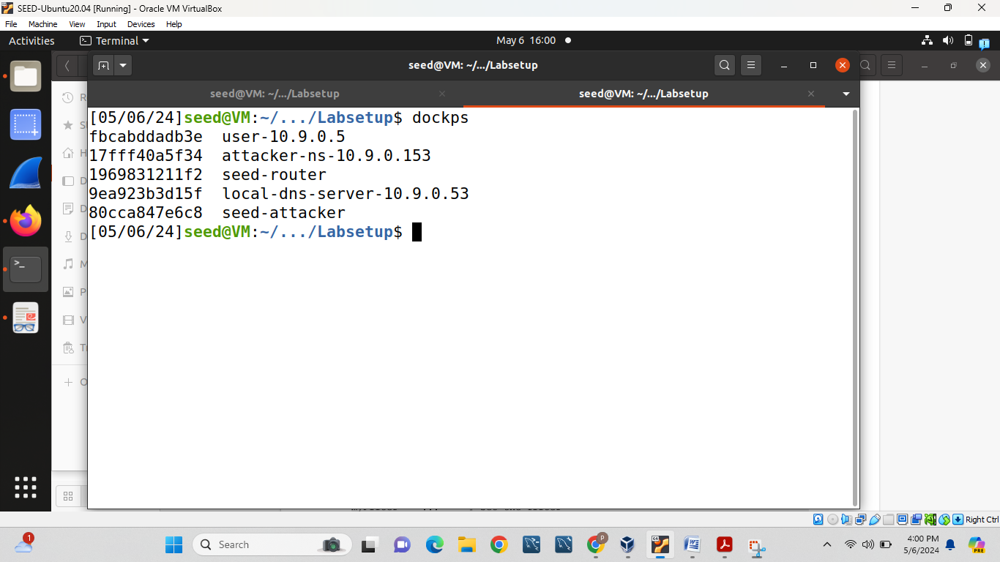 SEED-Ubuntu20.04 [Running] - Oracle VM VirtualBox
File Machine View Input Devices Help
Activities Terminal May 6 16:00
seed@VM: ~/.../Labsetup
seed@VM: ~/.../Labsetup seed@VM: ~/.../Labsetup
[05/06/24]seed@VM:~/.../Labsetup$ dockps
fbcabddadb3e user-10.9.0.5
17fff40a5f34 attacker-ns-10.9.0.153
1969831211f2 seed-router
9ea923b3d15f local-dns-server-10.9.0.53
80cca847e6c8 seed-attacker
[05/06/24]seed@VM:~/.../Labsetup$
Right Ctrl
1 Search 4:00 PM
5/6/2024
PRE